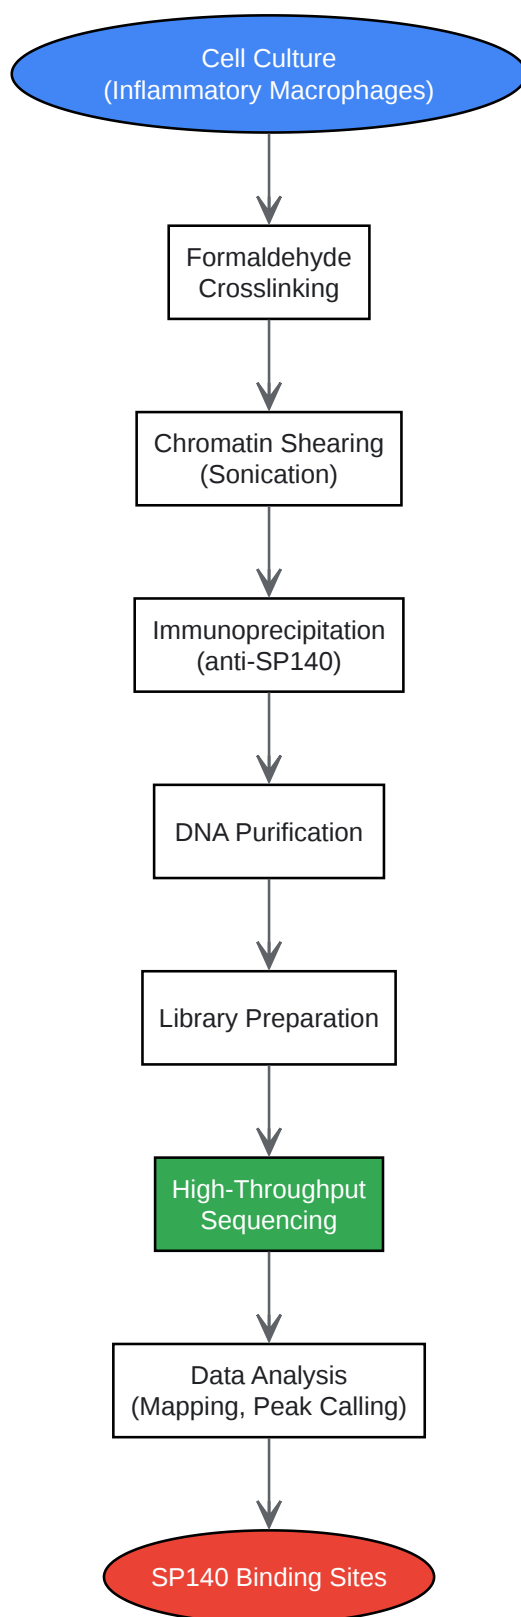 Cell Culture
(Inflammatory Macrophages)
Formaldehyde
Crosslinking
Chromatin Shearing
(Sonication)
Immunoprecipitation
(anti-SP140)
DNA Purification
Library Preparation
High-Throughput
Sequencing
Data Analysis
(Mapping, Peak Calling)
SP140 Binding Sites